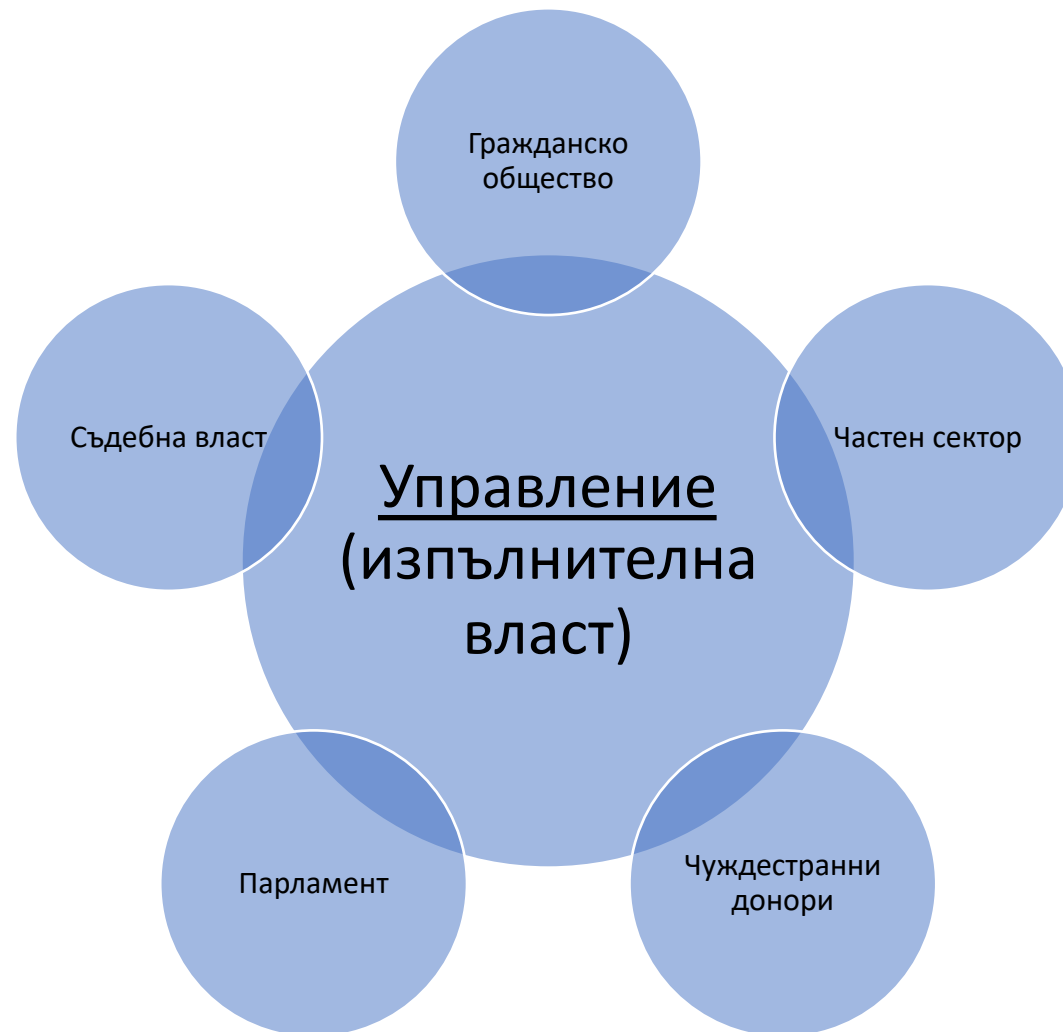 Гражданско
общество
Съдебна власт
Частен сектор
Управление
(изпълнителна
власт)
Парламент
Чуждестранни
донори